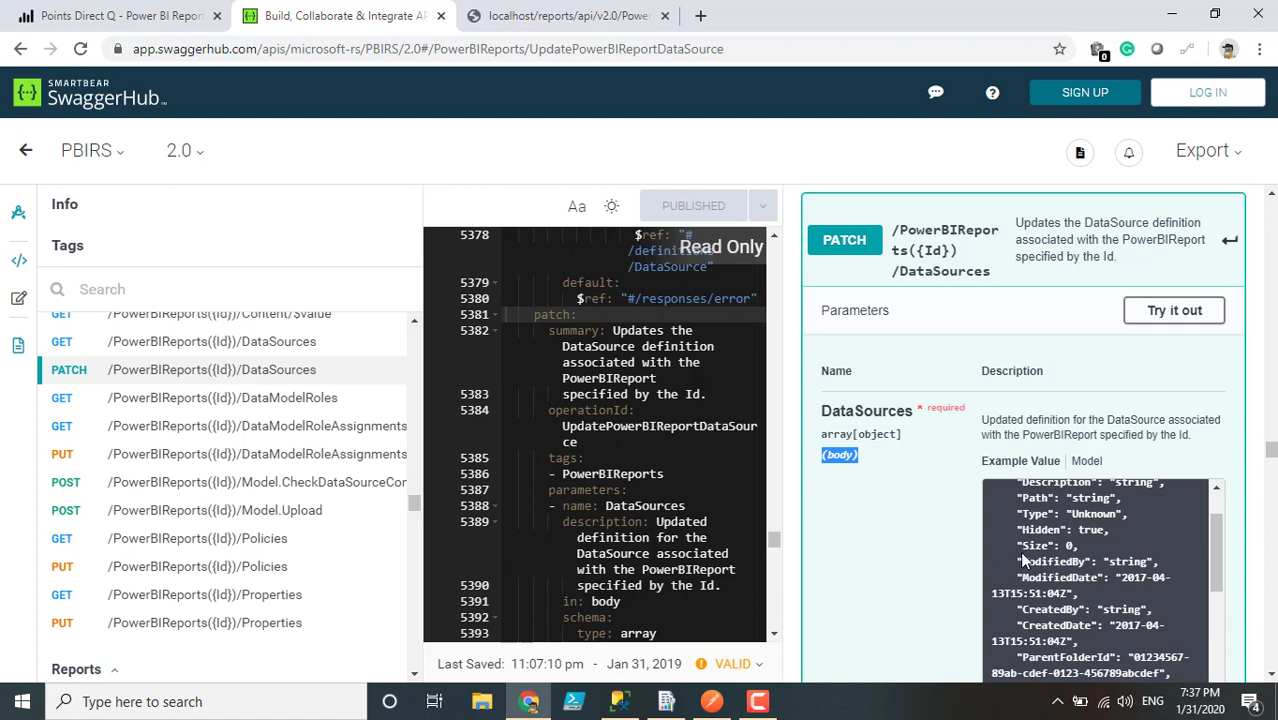 Points Direct Q - Power BI Report
Build, Collaborate & Integrate AP
localhost/reports/api/v2.0/Power
app.swaggerhub.com/apis/microsoft-rs/PBIRS/2.0#/PowerBIReports/UpdatePowerBIReportDataSource
0
SMARTBEAR
SwaggerHub™
SIGN UP
LOG IN
PBIRS
2.0
Export
Info
Tags
Search
GET /PowerBIReports({Id})/Content/$value
GET /PowerBIReports({Id})/DataSources
PATCH /PowerBIReports({Id})/DataSources
GET /PowerBIReports({Id})/DataModelRoles
GET /PowerBIReports({Id})/DataModelRoleAssignments
PUT /PowerBIReports({Id})/DataModelRoleAssignments
POST /PowerBIReports({Id})/Model.CheckDataSourceCon
POST /PowerBIReports({Id})/Model.Upload
GET /PowerBIReports({Id})/Policies
PUT /PowerBIReports({Id})/Policies
GET /PowerBIReports({Id})/Properties
PUT /PowerBIReports({Id})/Properties
Reports
Aa
PUBLISHED
Read Only
5378 $ref: "#
/definitions
/DataSource"
5379 default:
5380 $ref: "#/responses/error"
5381 patch:
5382 summary: Updates the
DataSource definition
associated with the
PowerBIReport
5383 specified by the Id.
5384 operationId:
UpdatePowerBIReportDataSour
ce
5385 tags:
5386 - PowerBIReports
5387 parameters:
5388 - name: DataSources
5389 description: Updated
definition for the
DataSource associated
with the PowerBIReport
5390 specified by the Id.
5391 in: body
5392 schema:
5393 type: array
Last Saved: 11:07:10 pm - Jan 31, 2019
VALID
PATCH
/PowerBIRepor
ts({Id})
/DataSources
Updates the DataSource definition
associated with the PowerBIReport
specified by the Id.
Parameters
Try it out
Name Description
DataSources * required
array[object]
(body)
Updated definition for the DataSource associated
with the PowerBIReport specified by the Id.
Example Value Model
"Description": "string",
"Path": "string",
"Type": "Unknown",
"Hidden": true,
"Size": 0,
"ModifiedBy": "string",
"ModifiedDate": "2017-04-
13T15:51:04Z",
"CreatedBy": "string",
"CreatedDate": "2017-04-
13T15:51:04Z",
"ParentFolderId": "01234567-
89ab-cdef-0123-456789abcdef",
Type here to search
ENG
7:37 PM
1/31/2020
4